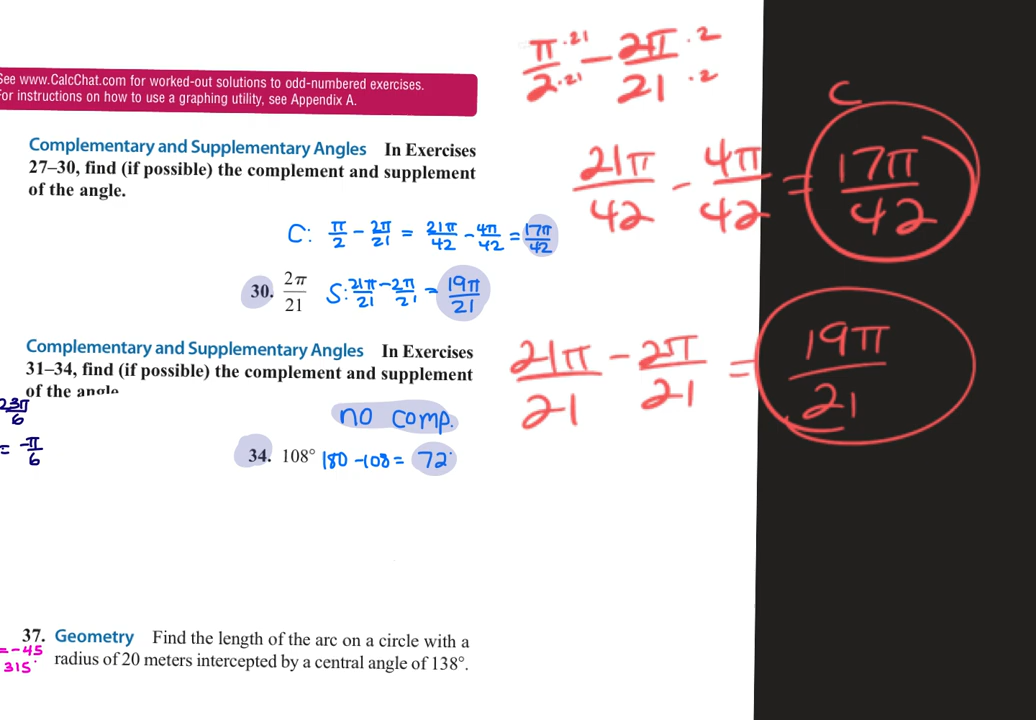 See www.CalcChat.com for worked-out solutions to odd-numbered exercises.
For instructions on how to use a graphing utility, see Appendix A.
Complementary and Supplementary Angles In Exercises
27–30, find (if possible) the complement and supplement
of the angle.
C: π/2 - 2π/21 = 21π/42 - 4π/42 = 17π/42
30. 2π/21 S: 21π/21 - 2π/21 = 19π/21
Complementary and Supplementary Angles In Exercises
31–34, find (if possible) the complement and supplement
of the angle
23π/6
= -π/6
no comp.
34. 108° 180 - 108 = 72°
37. Geometry Find the length of the arc on a circle with a
radius of 20 meters intercepted by a central angle of 138°.
= -45
315°
π·21/2·21 - 2π·2/21·2
C
21π/42 - 4π/42 = 17π/42
21π/21 - 2π/21 = 19π/21